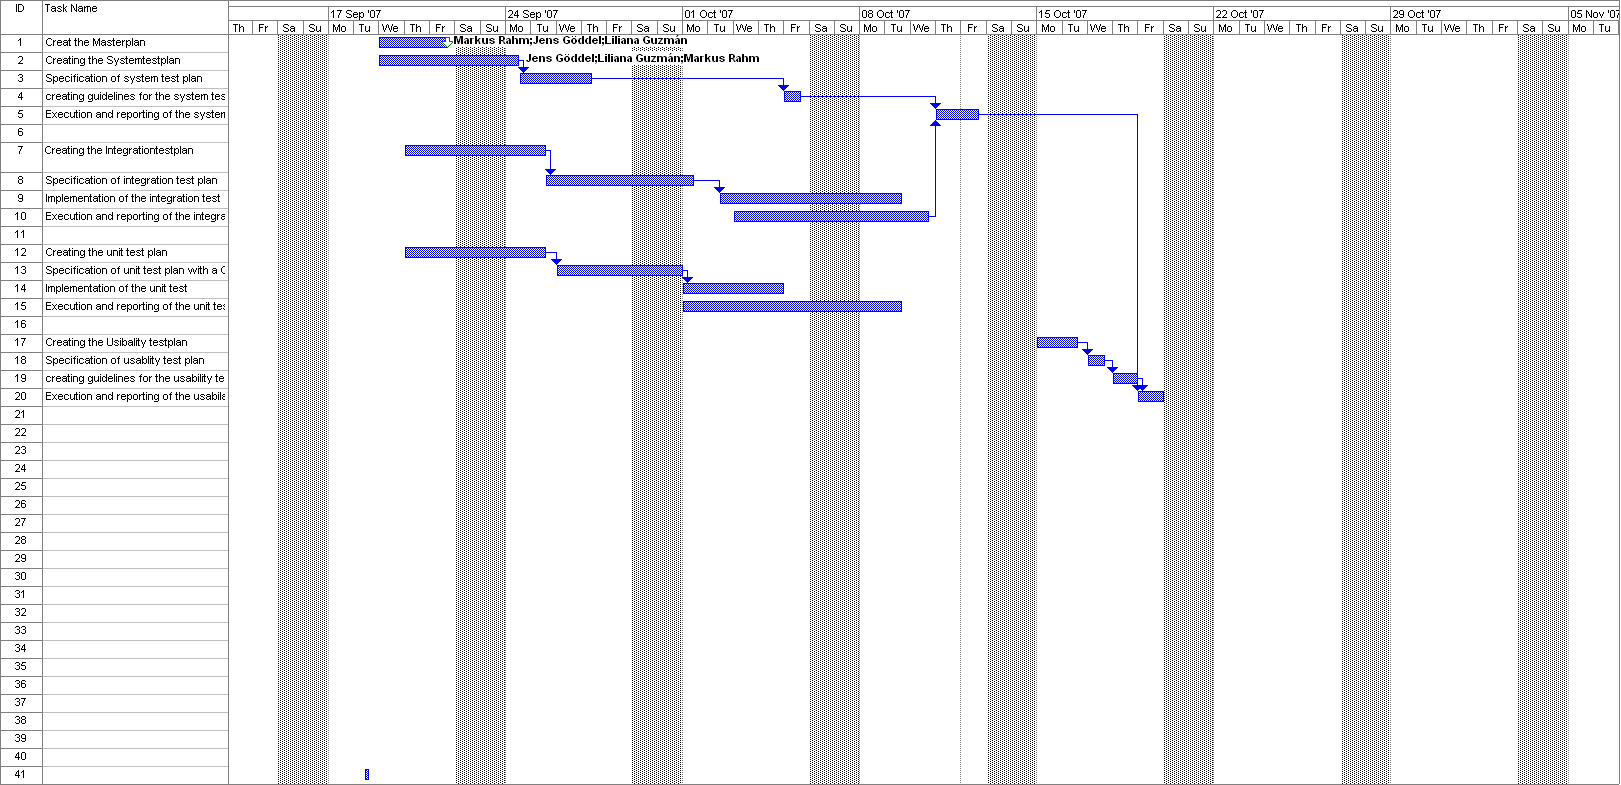 ID Task Name 17 Sep '07 24 Sep '07 01 Oct '07 08 Oct '07 15 Oct '07 22 Oct '07 29 Oct '07 05 Nov '07
Th Fr Sa Su Mo Tu We Th Fr Sa Su Mo Tu We Th Fr Sa Su Mo Tu We Th Fr Sa Su Mo Tu We Th Fr Sa Su Mo Tu We Th Fr Sa Su Mo Tu We Th Fr Sa Su Mo Tu We Th Fr Sa Su Mo Tu
1 Creat the Masterplan Markus Rahm;Jens Göddel;Liliana Guzmán
2 Creating the Systemtestplan Jens Göddel;Liliana Guzmán;Markus Rahm
3 Specification of system test plan
4 creating guidelines for the system tes
5 Execution and reporting of the system
6
7 Creating the Integrationtestplan
8 Specification of integration test plan
9 Implementation of the integration test
10 Execution and reporting of the integra
11
12 Creating the unit test plan
13 Specification of unit test plan with a C
14 Implementation of the unit test
15 Execution and reporting of the unit tes
16
17 Creating the Usibality testplan
18 Specification of usablity test plan
19 creating guidelines for the usability te
20 Execution and reporting of the usabila
21
22
23
24
25
26
27
28
29
30
31
32
33
34
35
36
37
38
39
40
41